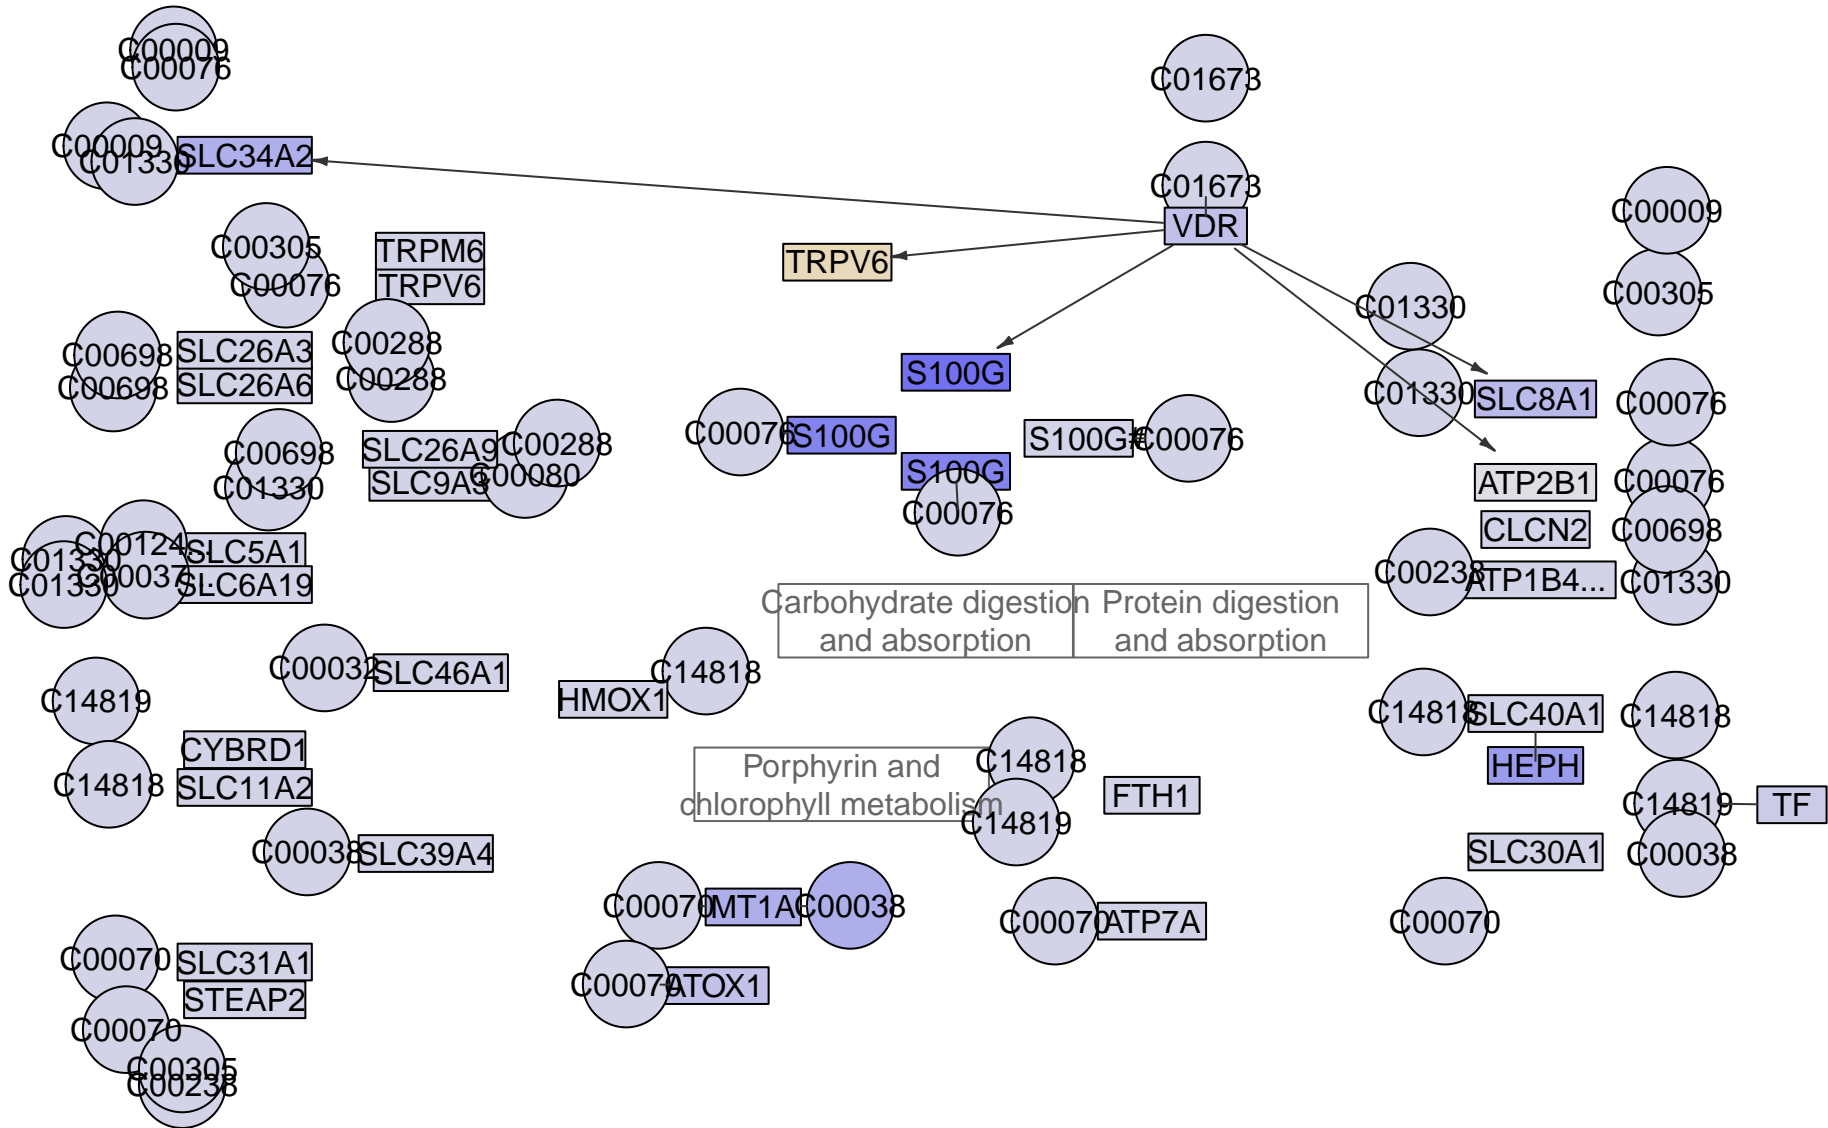 C00009
C00076
C01673
C00009
C01330
SLC34A2
C01673
VDR
C00009
C00305
TRPM6
TRPV6
C00076
TRPV6
C00305
C01330
C00698
SLC26A3
C00288
C00698
SLC26A6
C00288
S100G
C01330
SLC8A1
C00076
C00698
SLC26A9
C00288
C00076
S100G
S100G#
C00076
C01330
SLC9A3
C00080
S100G
C00076
ATP2B1
C00076
CLCN2
C00698
C01330
C00124...
SLC5A1
C01330
C00037...
SLC6A19
C00238
ATP1B4...
C01330
Carbohydrate digestion
and absorption
Protein digestion
and absorption
C00032
SLC46A1
C14818
HMOX1
C14819
C14818
SLC40A1
C14818
CYBRD1
HEPH
C14818
SLC11A2
Porphyrin and
chlorophyll metabolism
C14818
C14819
FTH1
C14819
TF
C00038
SLC39A4
SLC30A1
C00038
C00070
MT1A
C00038
C00070
ATP7A
C00070
C00070
SLC31A1
STEAP2
C00070
ATOX1
C00070
C00305
C00238